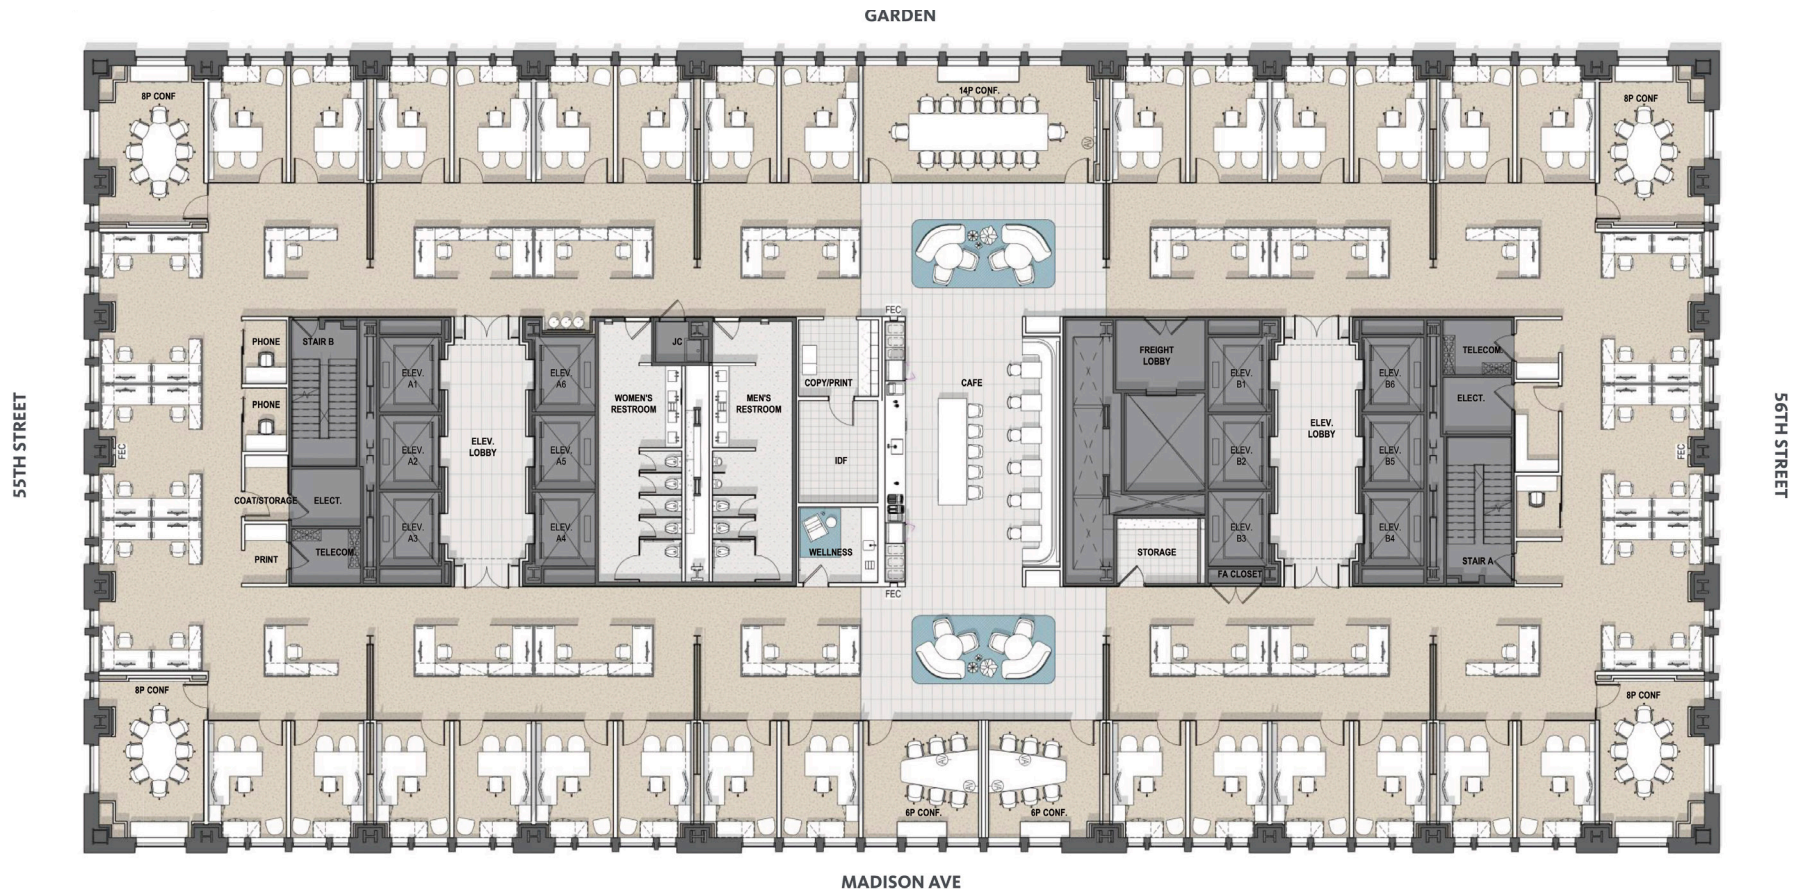 GARDEN
8P CONF
14P CONF.
8P CONF
FEC
PHONE
STAIR B
ELEV.
A1
ELEV.
A6
JC
COPY/PRINT
CAFE
FREIGHT
LOBBY
ELEV.
B1
ELEV.
B6
TELECOM.
PHONE
WOMEN'S
RESTROOM
MEN'S
RESTROOM
ELECT.
55TH STREET
FEC
ELEV.
LOBBY
ELEV.
A2
ELEV.
A5
IDF
ELEV.
B2
ELEV.
LOBBY
ELEV.
B5
FEC
56TH STREET
COAT/STORAGE
ELECT.
ELEV.
A3
ELEV.
A4
ELEV.
B3
ELEV.
B4
PRINT
TELECOM.
WELLNESS
STORAGE
STAIR A
FA CLOSET
FEC
8P CONF
8P CONF
6P CONF.
6P CONF.
MADISON AVE